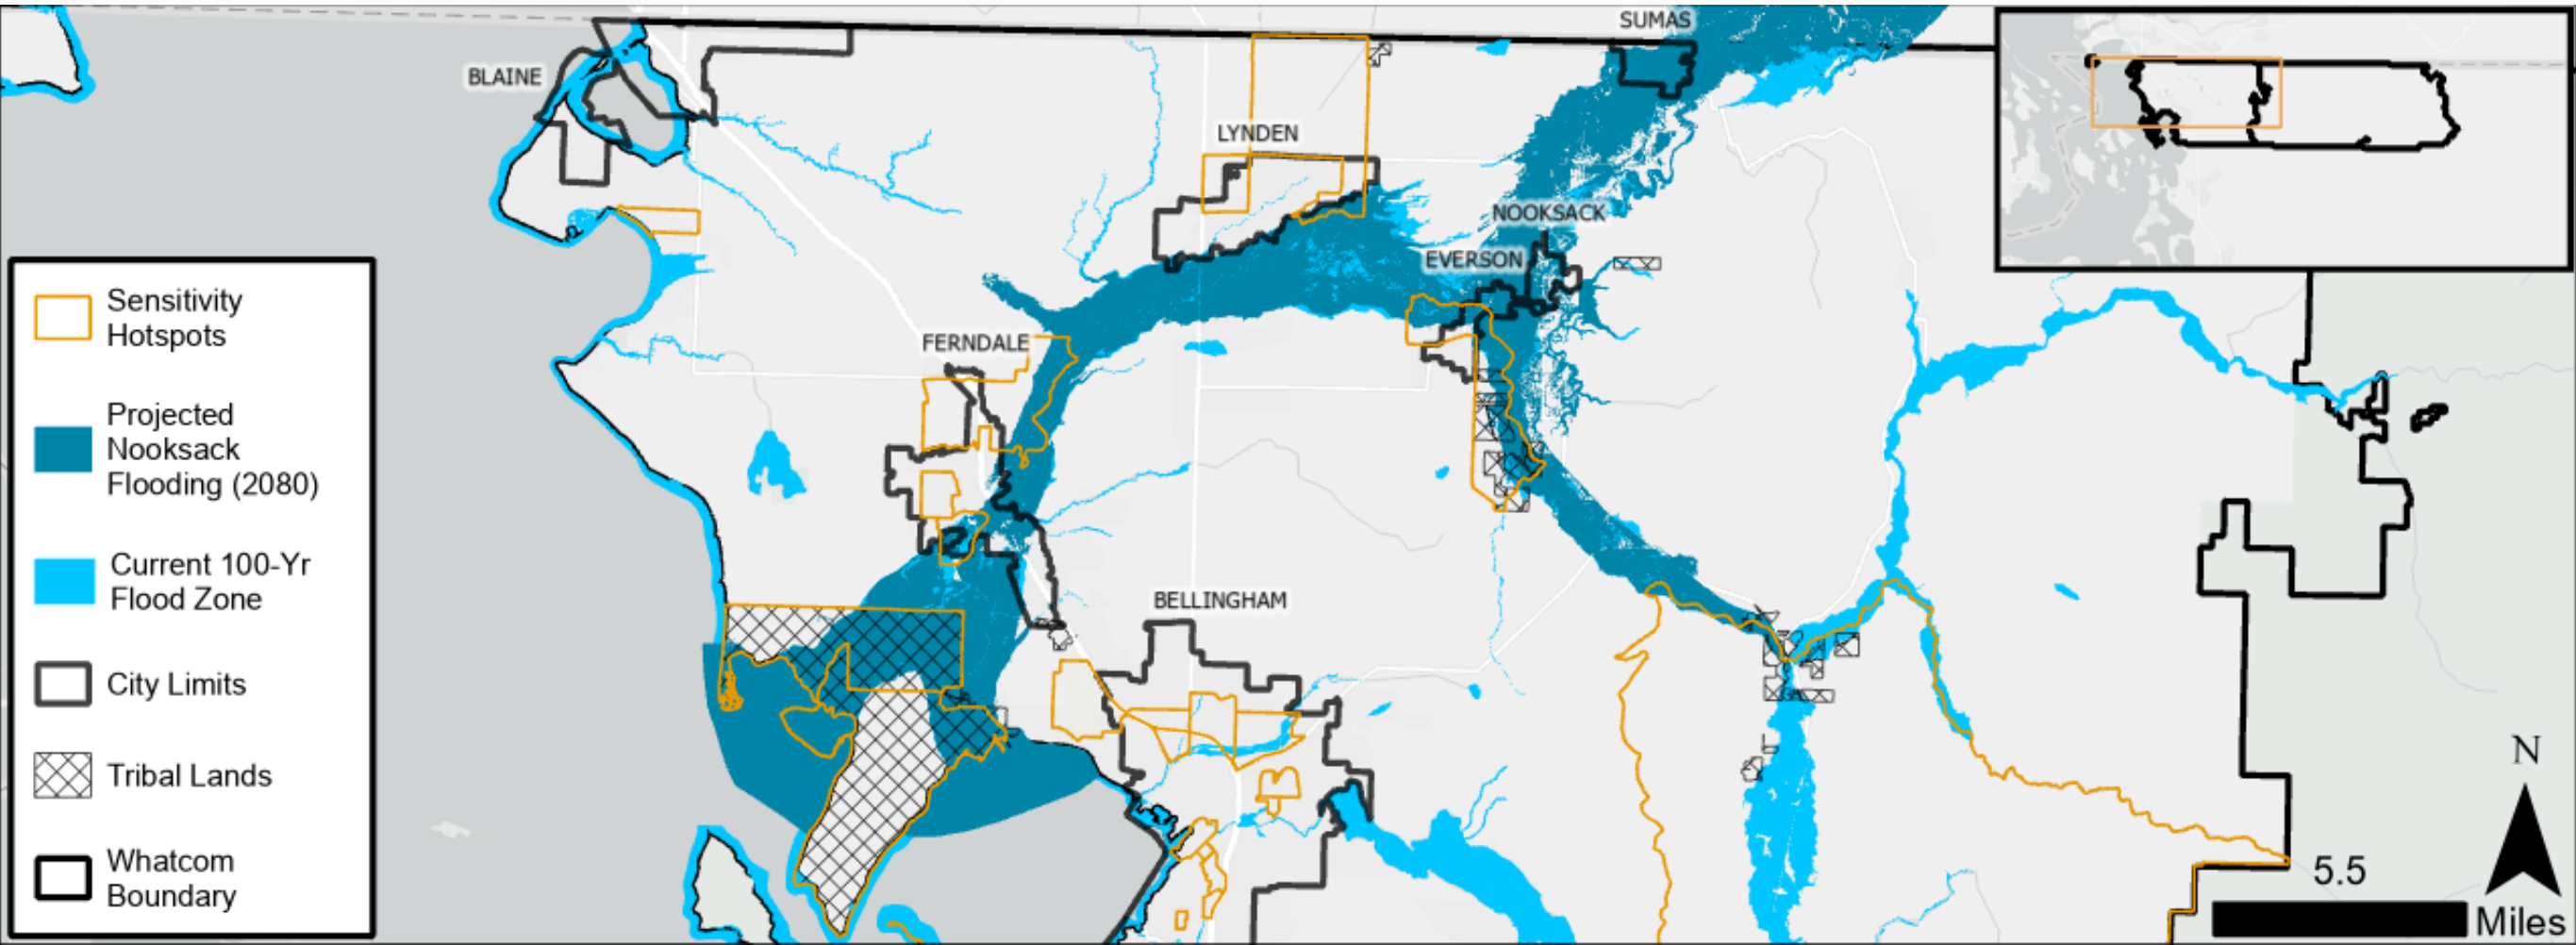 SUMAS
BLAINE
LYNDEN
NOOKSACK
EVERSON
FERNDALE
BELLINGHAM
Sensitivity
Hotspots
Projected
Nooksack
Flooding (2080)
Current 100-Yr
Flood Zone
City Limits
Tribal Lands
Whatcom
Boundary
N
5.5
Miles